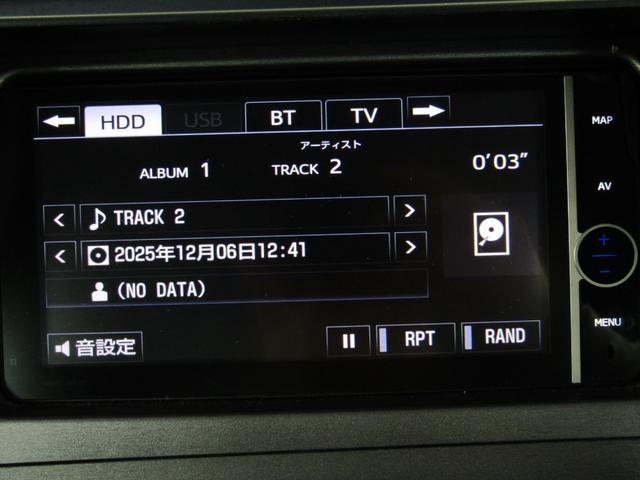 HDD USB BT TV
アーティスト
ALBUM 1 TRACK 2 0'03"
TRACK 2
2025年12月06日12:41
(NO DATA)
音設定 RPT RAND
MAP
AV
+
-
MENU